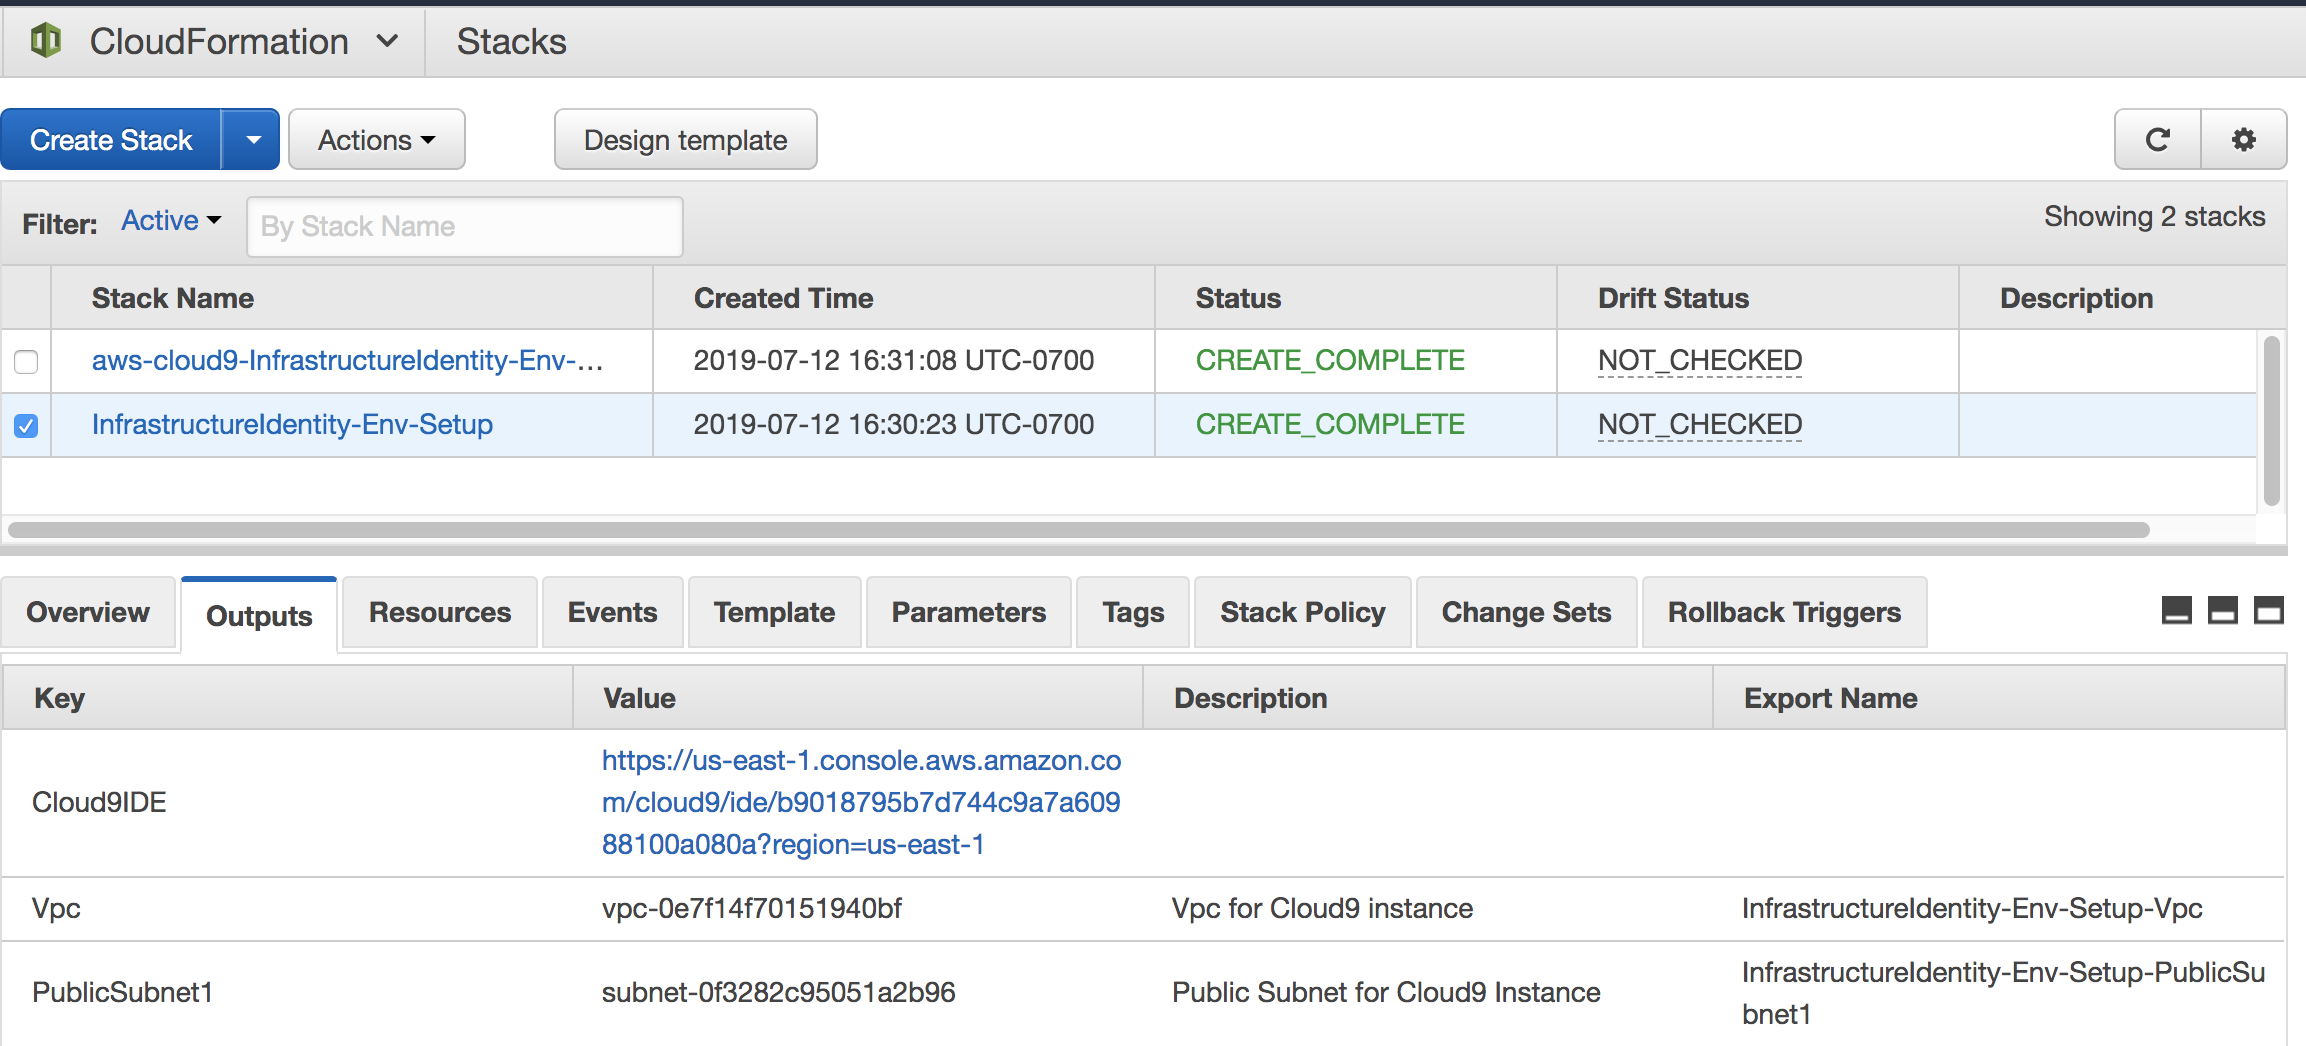 CloudFormation Stacks
Create Stack Actions Design template
Filter: Active By Stack Name Showing 2 stacks
Stack Name Created Time Status Drift Status Description
aws-cloud9-InfrastructureIdentity-Env-... 2019-07-12 16:31:08 UTC-0700 CREATE_COMPLETE NOT_CHECKED
InfrastructureIdentity-Env-Setup 2019-07-12 16:30:23 UTC-0700 CREATE_COMPLETE NOT_CHECKED
Overview Outputs Resources Events Template Parameters Tags Stack Policy Change Sets Rollback Triggers
Key Value Description Export Name
Cloud9IDE
https://us-east-1.console.aws.amazon.co
m/cloud9/ide/b9018795b7d744c9a7a609
88100a080a?region=us-east-1
Vpc vpc-0e7f14f70151940bf Vpc for Cloud9 instance InfrastructureIdentity-Env-Setup-Vpc
PublicSubnet1 subnet-0f3282c95051a2b96 Public Subnet for Cloud9 Instance
InfrastructureIdentity-Env-Setup-PublicSu
bnet1